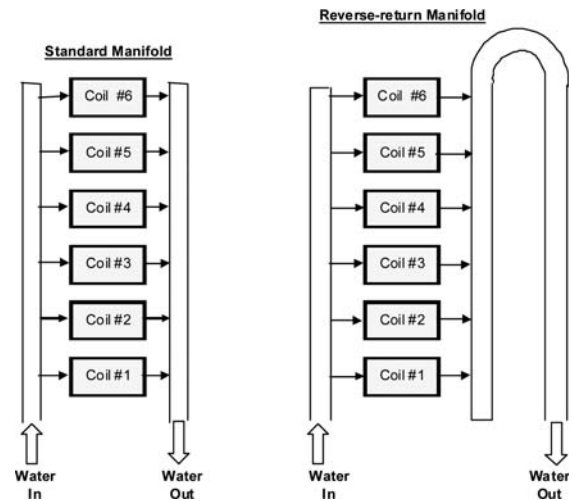 Standard Manifold
Coil #6
Coil #5
Coil #4
Coil #3
Coil #2
Coil #1
Water
In
Water
Out
Reverse-return Manifold
Coil #6
Coil #5
Coil #4
Coil #3
Coil #2
Coil #1
Water
In
Water
Out